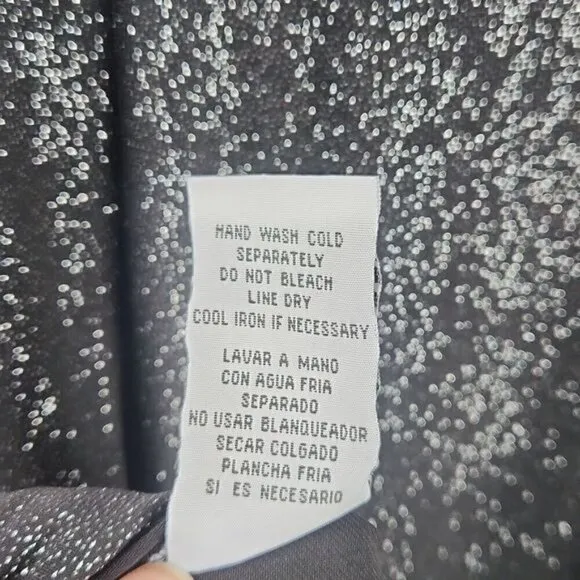 HAND WASH COLD
SEPARATELY
DO NOT BLEACH
LINE DRY
COOL IRON IF NECESSARY
LAVAR A MANO
CON AGUA FRIA
SEPARADO
NO USAR BLANQUEADOR
SECAR COLGADO
PLANCHA FRIA
SI ES NECESARIO